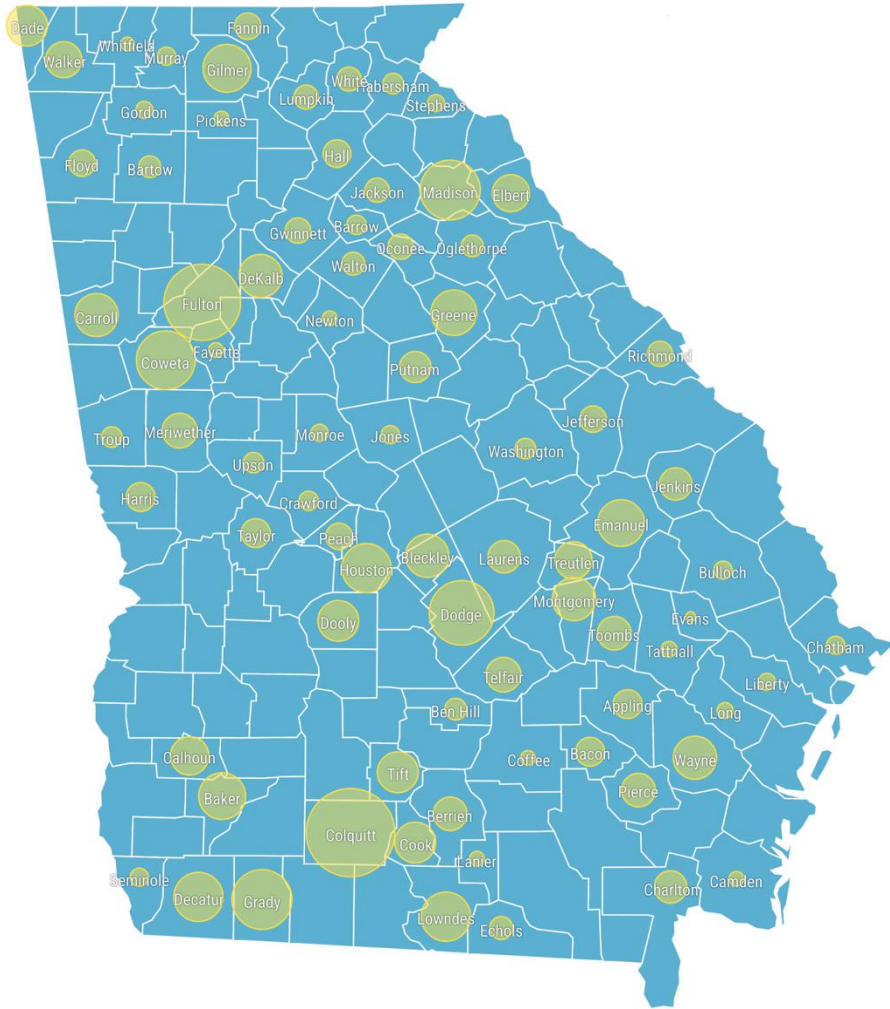 Dade
Fannin
Whitfield
Murray
Walker
Gilmer
White
Habersham
Lumpkin
Stephens
Gordon
Pickens
Hall
Floyd
Bartow
Jackson
Madison
Elbert
Gwinnett
Barrow
Oconee
Oglethorpe
Walton
DeKalb
Fulton
Carroll
Newton
Greene
Fayette
Coweta
Richmond
Putnam
Jefferson
Troup
Meriwether
Monroe
Jones
Washington
Upson
Jenkins
Harris
Crawford
Emanuel
Taylor
Peach
Bleckley
Laurens
Treutlen
Houston
Bulloch
Montgomery
Dodge
Dooly
Evans
Toombs
Tattnall
Chatham
Telfair
Liberty
Appling
Ben Hill
Long
Calhoun
Coffee
Bacon
Wayne
Tift
Baker
Pierce
Berrien
Colquitt
Cook
Lanier
Seminole
Camden
Charlton
Decatur
Grady
Lowndes
Echols